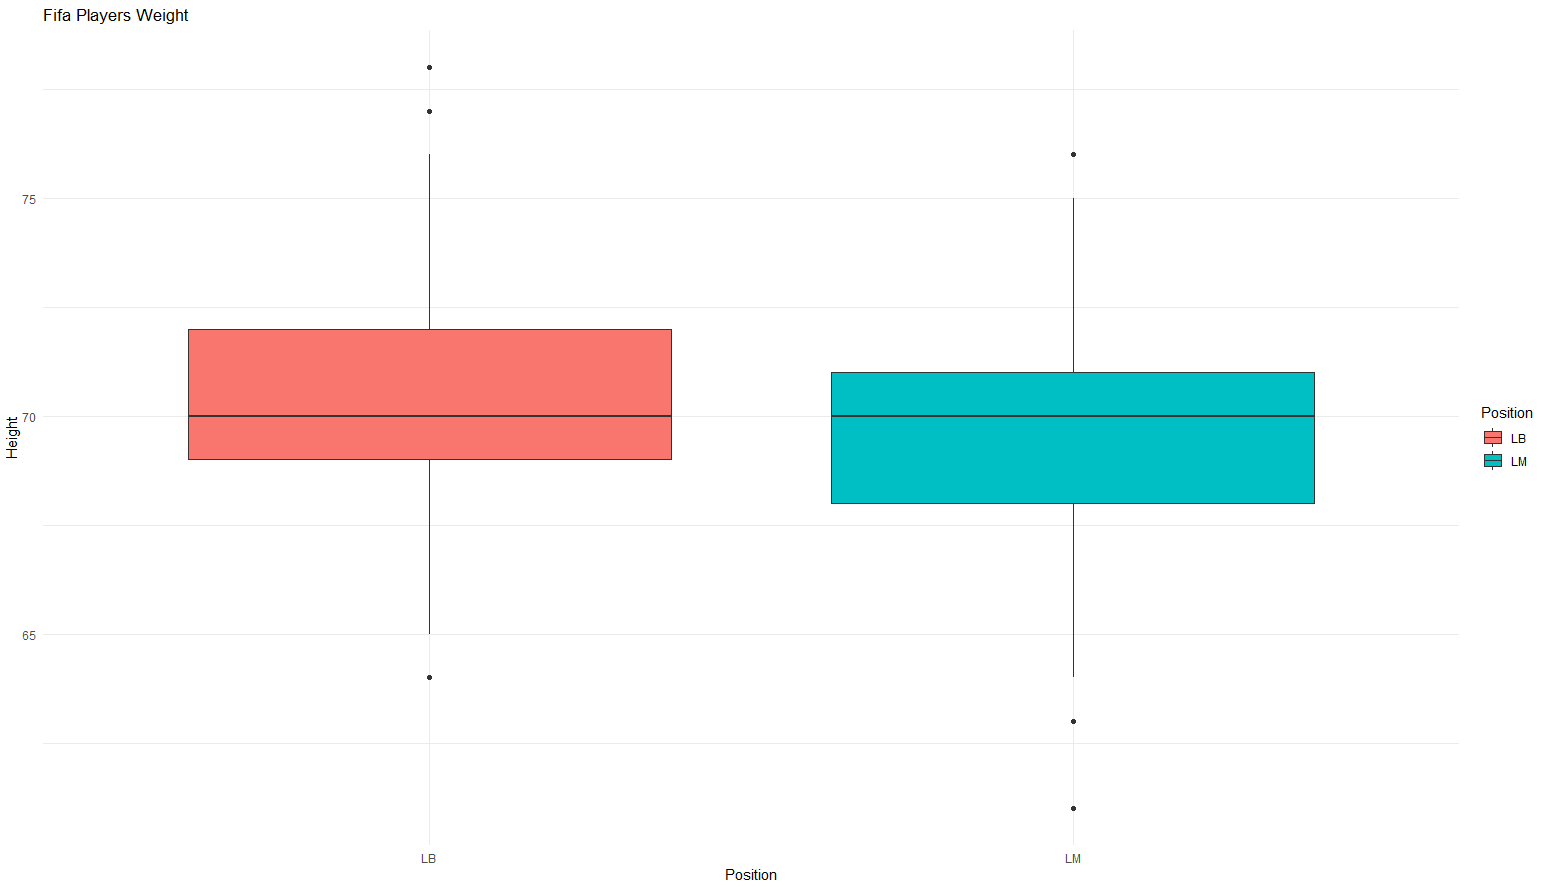 Fifa Players Weight
75
70
65
Height
LB
LM
Position
Position
LB
LM